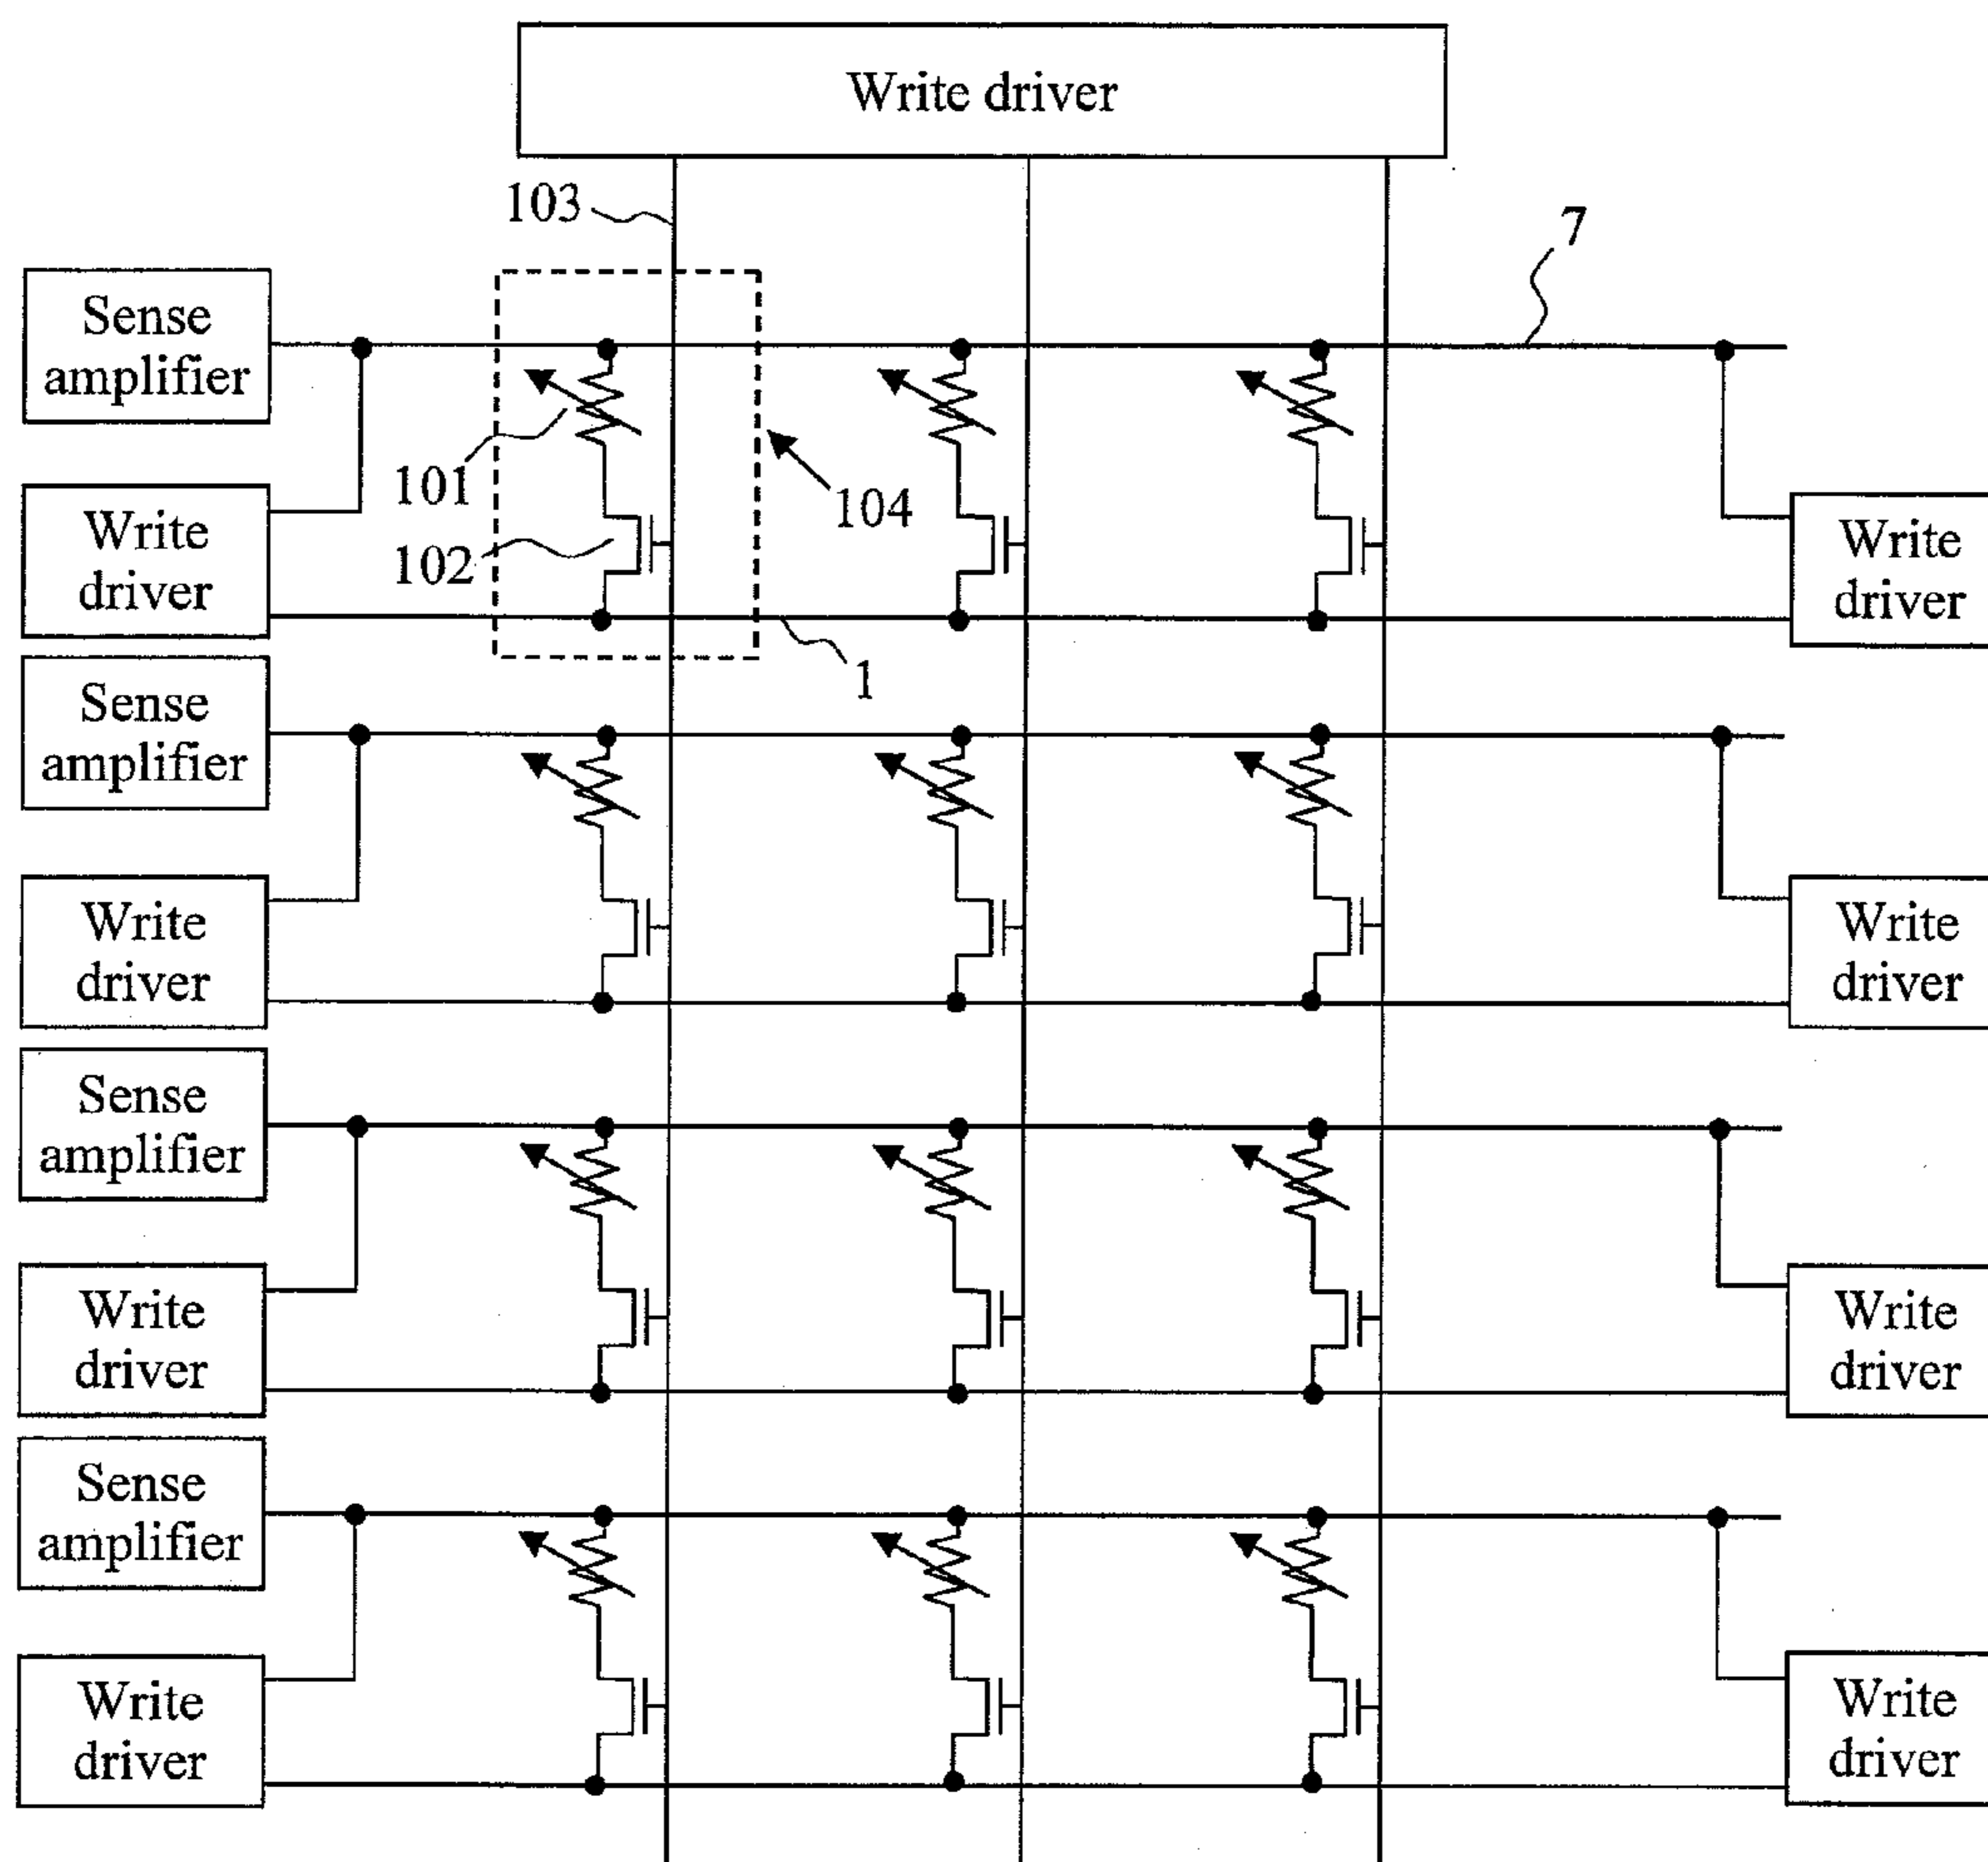 Write driver
103
7
Sense
amplifier
101
104
Write
driver
102
Write
driver
1
Sense
amplifier
Write
driver
Write
driver
Sense
amplifier
Write
driver
Write
driver
Sense
amplifier
Write
driver
Write
driver